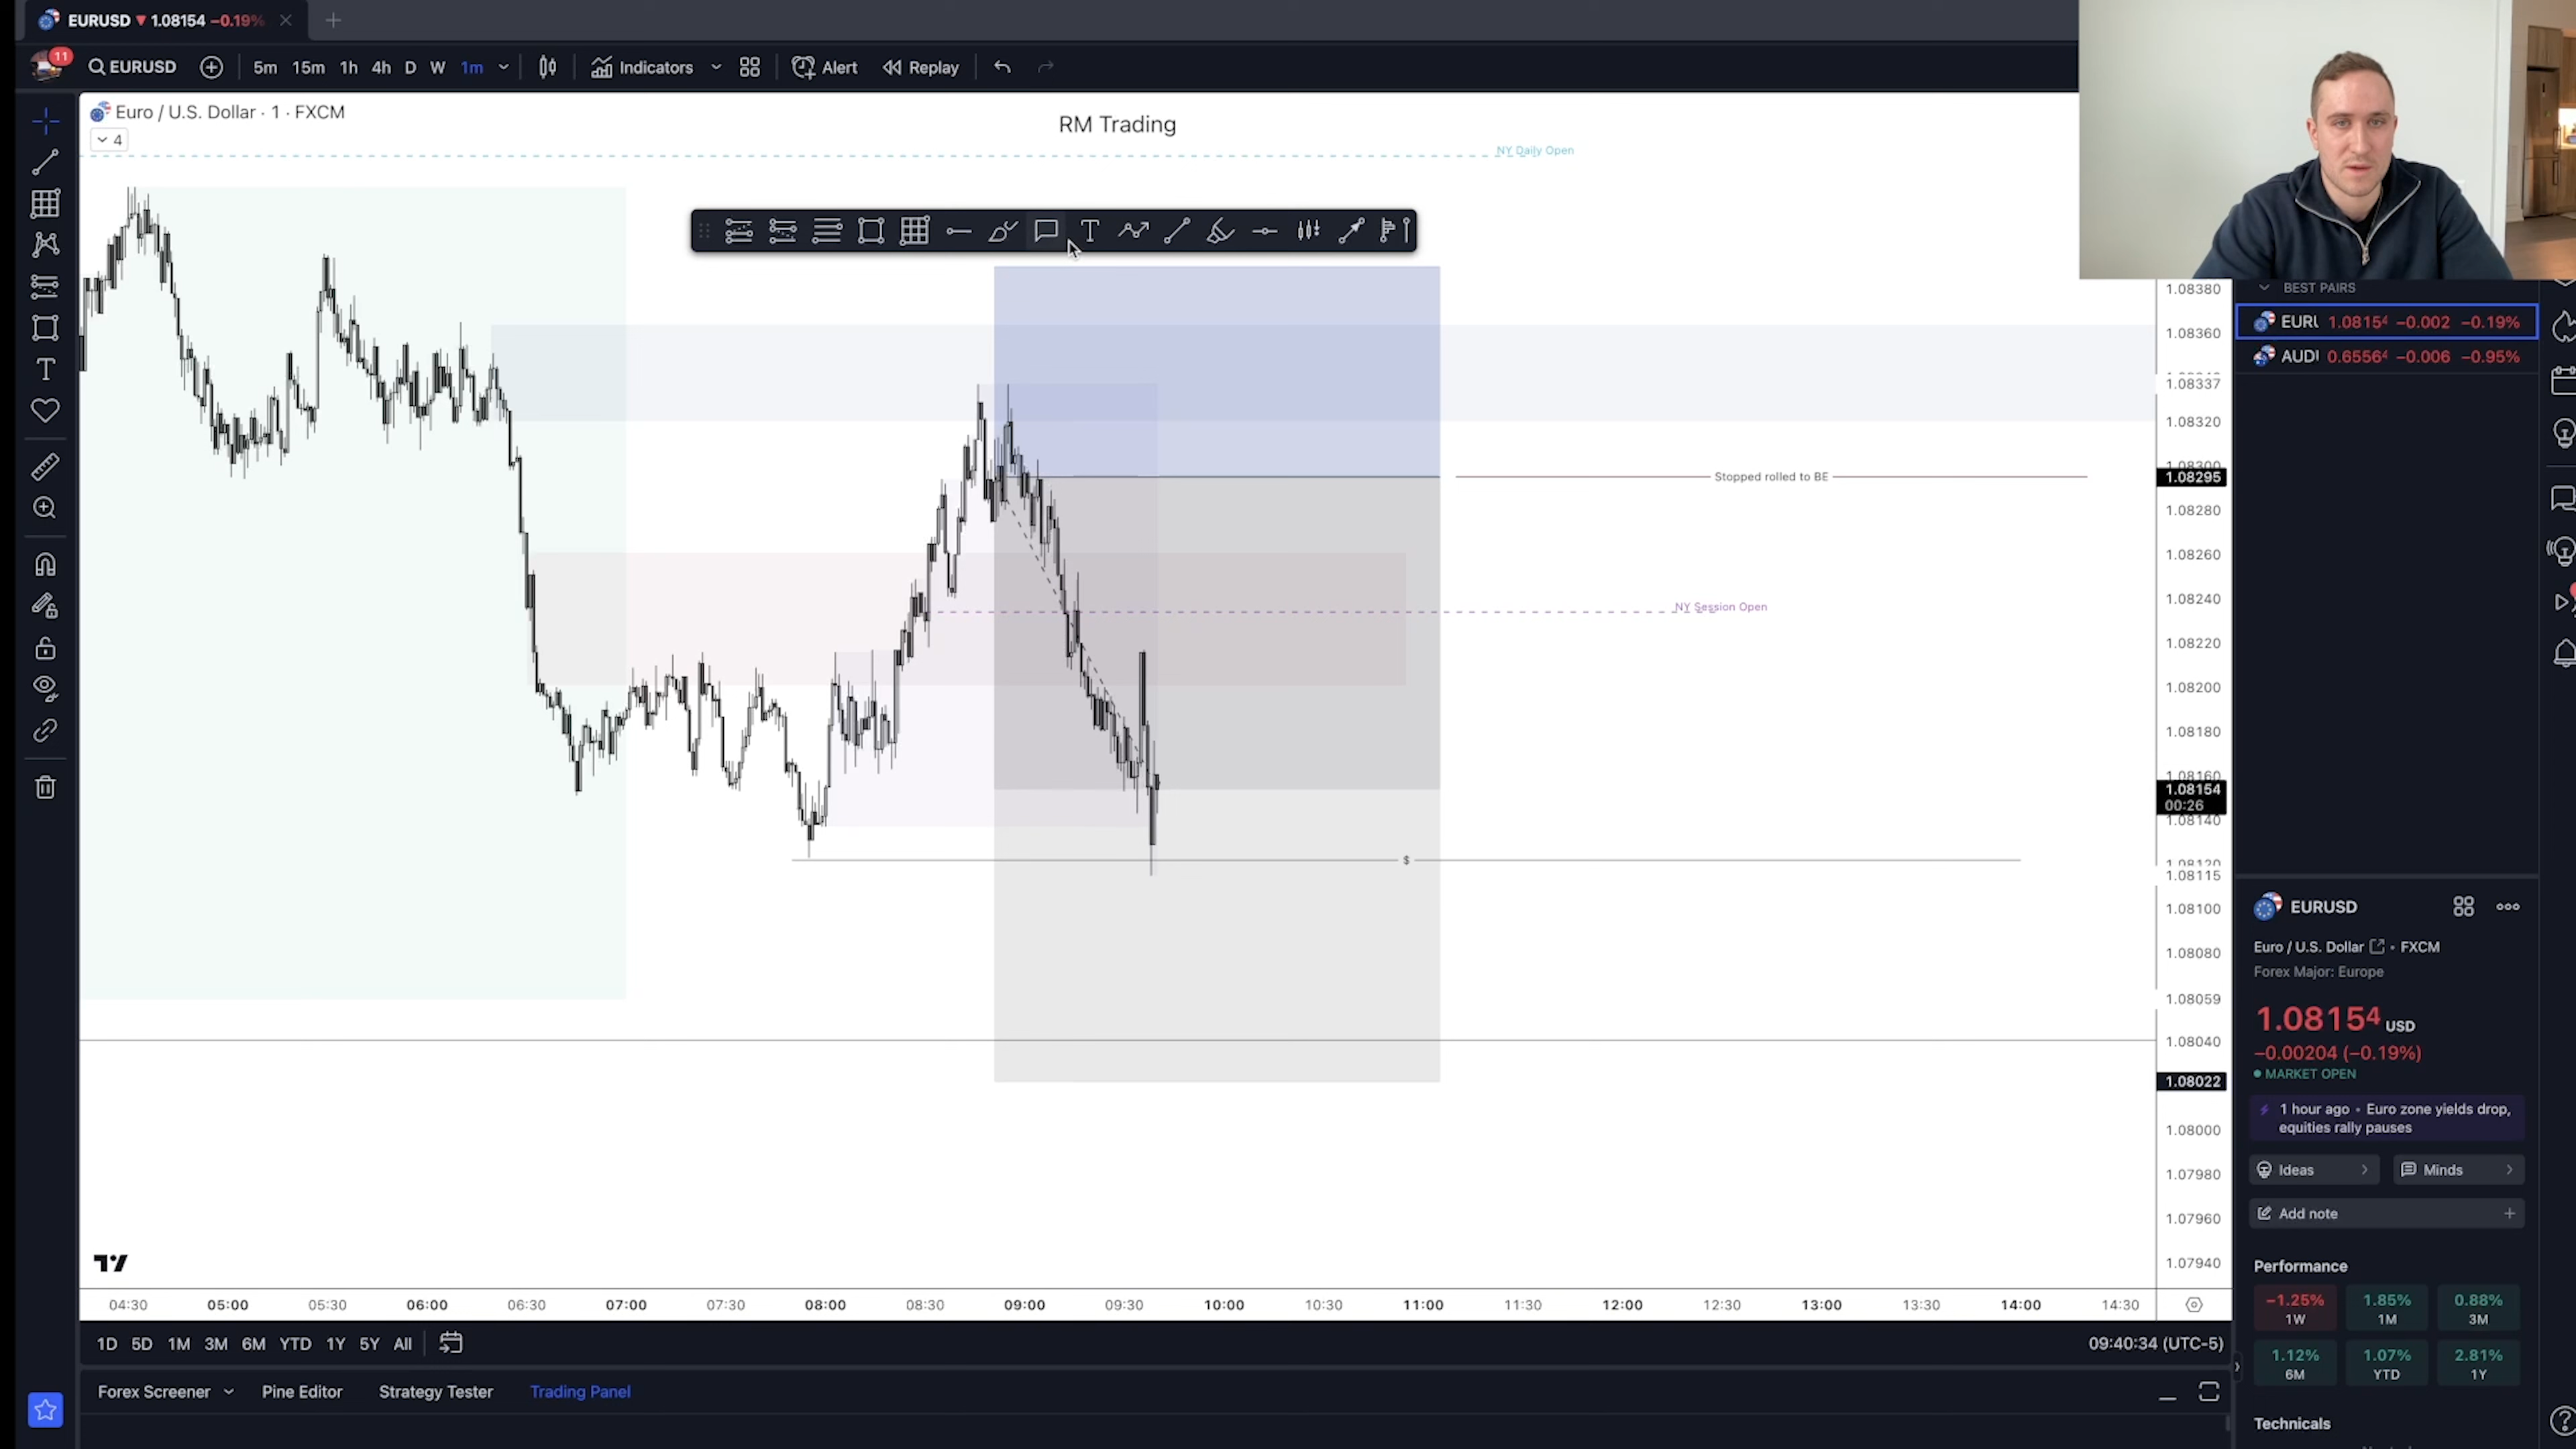 EURUSD ▼ 1.08154 −0.19%
11
EURUSD
5m 15m 1h 4h D W 1m
Indicators
Alert
Replay
Euro / U.S. Dollar · 1 · FXCM
4
RM Trading
NY Daily Open
Stopped rolled to BE
NY Session Open
$
1.08380
1.08360
1.08337
1.08320
1.08295
1.08280
1.08260
1.08240
1.08220
1.08200
1.08180
1.08160
1.08154
00:26
1.08140
1.08120
1.08115
1.08100
1.08080
1.08059
1.08040
1.08022
1.08000
1.07980
1.07960
1.07940
04:30 05:00 05:30 06:00 06:30 07:00 07:30 08:00 08:30 09:00 09:30 10:00 10:30 11:00 11:30 12:00 12:30 13:00 13:30 14:00 14:30
1D 5D 1M 3M 6M YTD 1Y 5Y All
09:40:34 (UTC-5)
Forex Screener Pine Editor Strategy Tester Trading Panel
BEST PAIRS
EURU 1.08154 −0.002 −0.19%
AUDU 0.65564 −0.006 −0.95%
EURUSD
Euro / U.S. Dollar • FXCM
Forex Major: Europe
1.08154 USD
−0.00204 (−0.19%)
MARKET OPEN
1 hour ago • Euro zone yields drop,
equities rally pauses
Ideas
Minds
Add note
Performance
−1.25% 1.85% 0.88%
1W 1M 3M
1.12% 1.07% 2.81%
6M YTD 1Y
Technicals